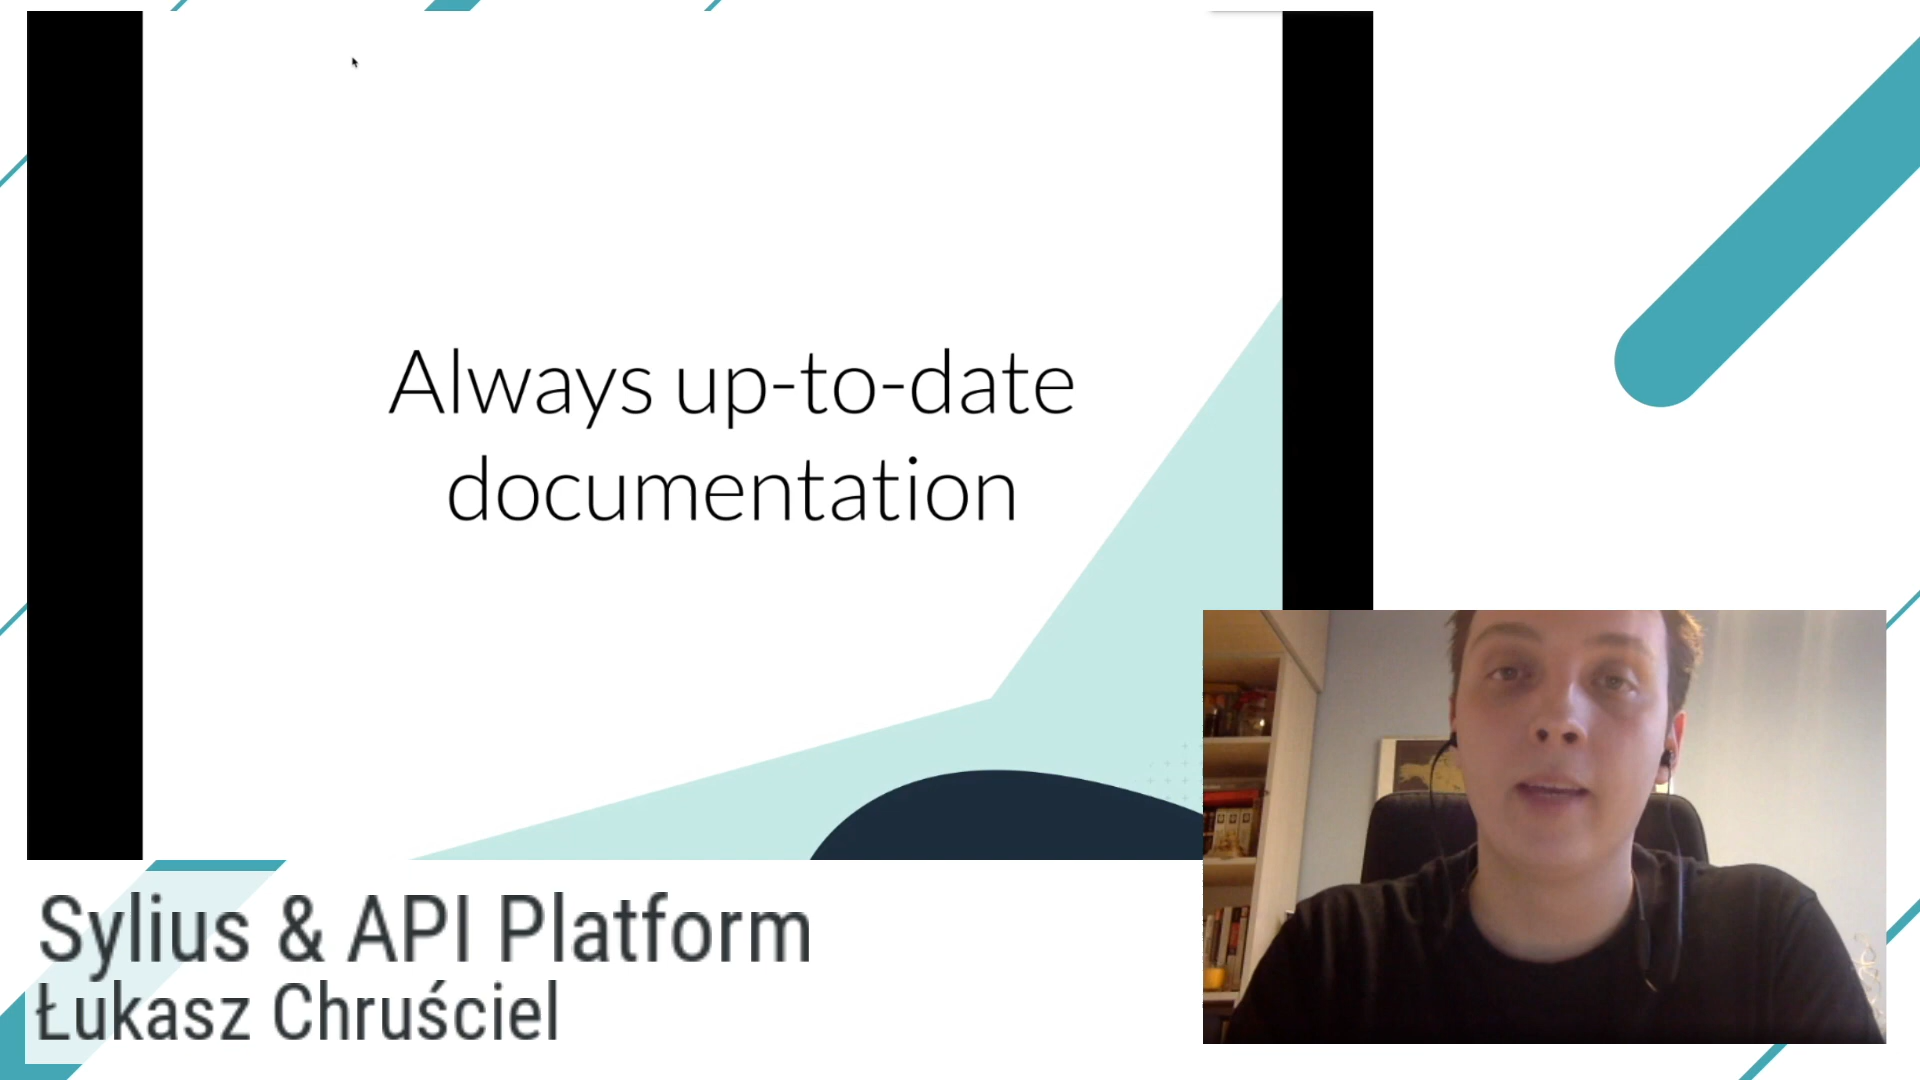 Always up-to-date
documentation
Sylius & API Platform
Łukasz Chruściel